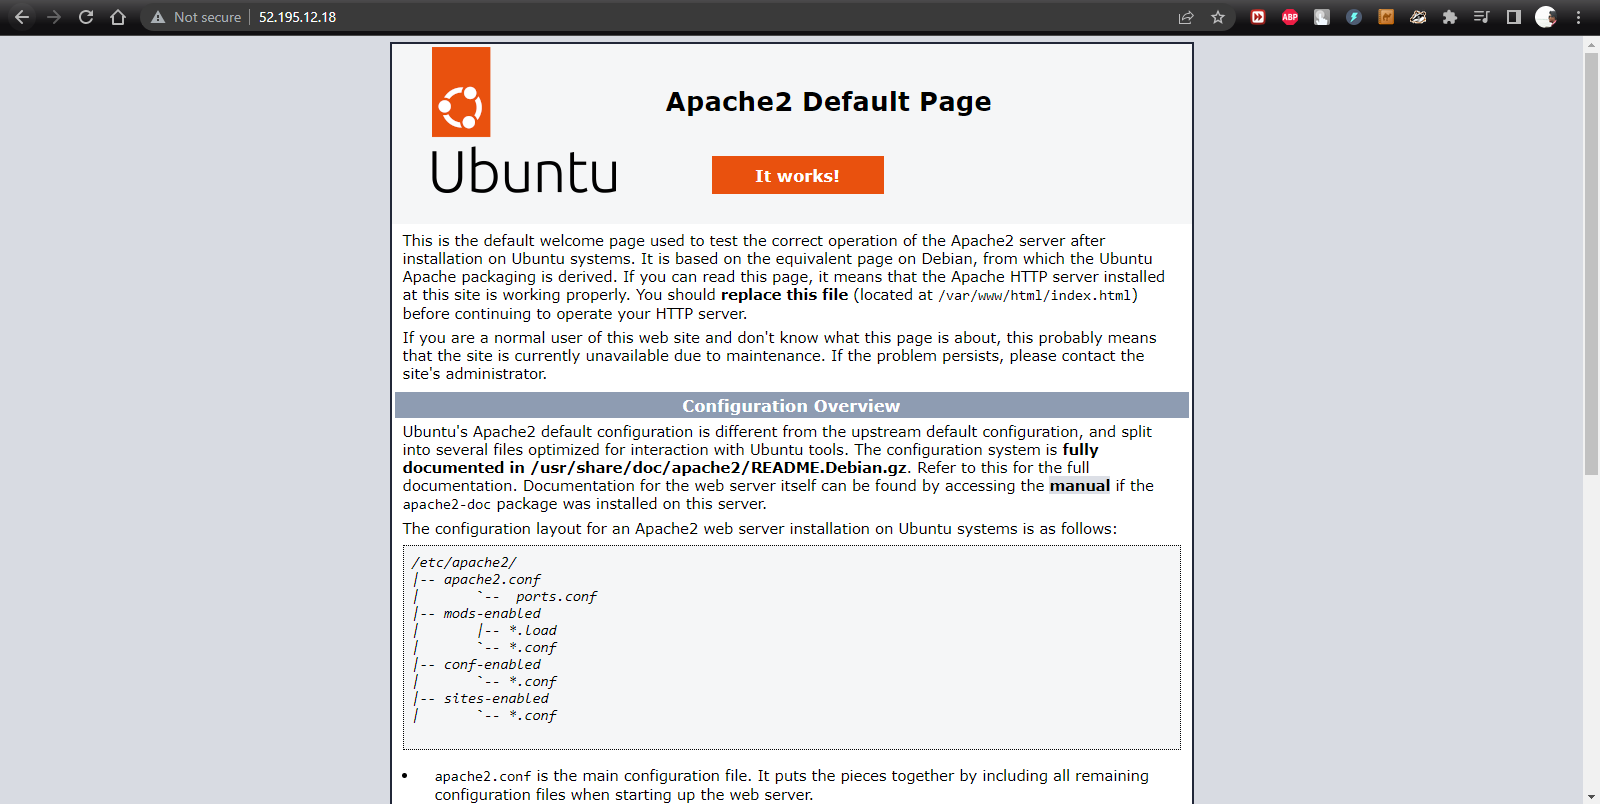 Not secure 52.195.12.18
ABP
Apache2 Default Page
Ubuntu
It works!
This is the default welcome page used to test the correct operation of the Apache2 server after
installation on Ubuntu systems. It is based on the equivalent page on Debian, from which the Ubuntu
Apache packaging is derived. If you can read this page, it means that the Apache HTTP server installed
at this site is working properly. You should replace this file (located at /var/www/html/index.html)
before continuing to operate your HTTP server.
If you are a normal user of this web site and don't know what this page is about, this probably means
that the site is currently unavailable due to maintenance. If the problem persists, please contact the
site's administrator.
Configuration Overview
Ubuntu's Apache2 default configuration is different from the upstream default configuration, and split
into several files optimized for interaction with Ubuntu tools. The configuration system is fully
documented in /usr/share/doc/apache2/README.Debian.gz. Refer to this for the full
documentation. Documentation for the web server itself can be found by accessing the manual if the
apache2-doc package was installed on this server.
The configuration layout for an Apache2 web server installation on Ubuntu systems is as follows:
/etc/apache2/
|-- apache2.conf
|       `--  ports.conf
|-- mods-enabled
|       |-- *.load
|       `-- *.conf
|-- conf-enabled
|       `-- *.conf
|-- sites-enabled
|       `-- *.conf
• apache2.conf is the main configuration file. It puts the pieces together by including all remaining
configuration files when starting up the web server.